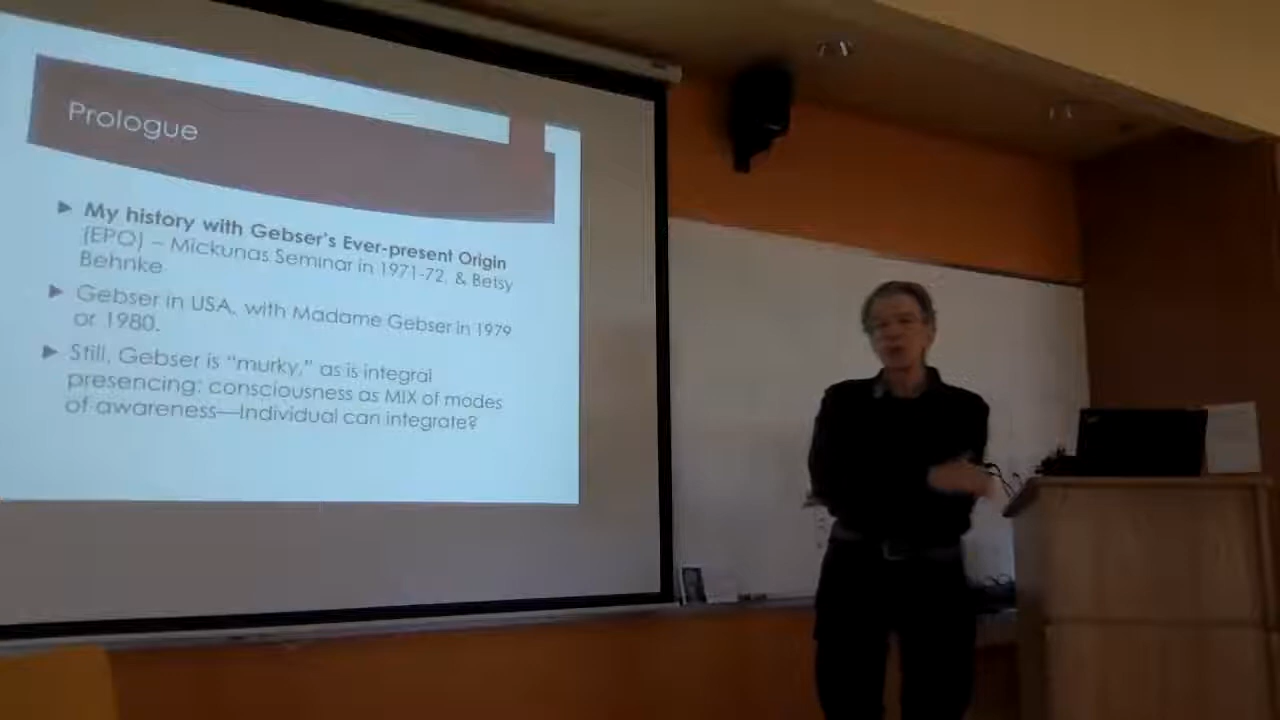 Prologue
► My history with Gebser's Ever-present Origin
(EPO) – Mickunas Seminar in 1971-72, & Betsy
Behnke
► Gebser in USA, with Madame Gebser in 1979
or 1980.
► Still, Gebser is "murky," as is integral
presencing: consciousness as MIX of modes
of awareness—Individual can integrate?